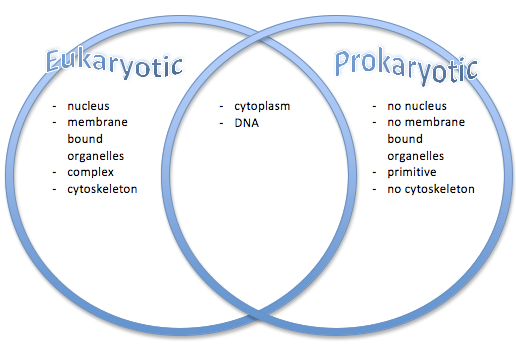 Eukaryotic
- nucleus
- membrane
bound
organelles
- complex
- cytoskeleton
- cytoplasm
- DNA
Prokaryotic
- no nucleus
- no membrane
bound
organelles
- primitive
- no cytoskeleton